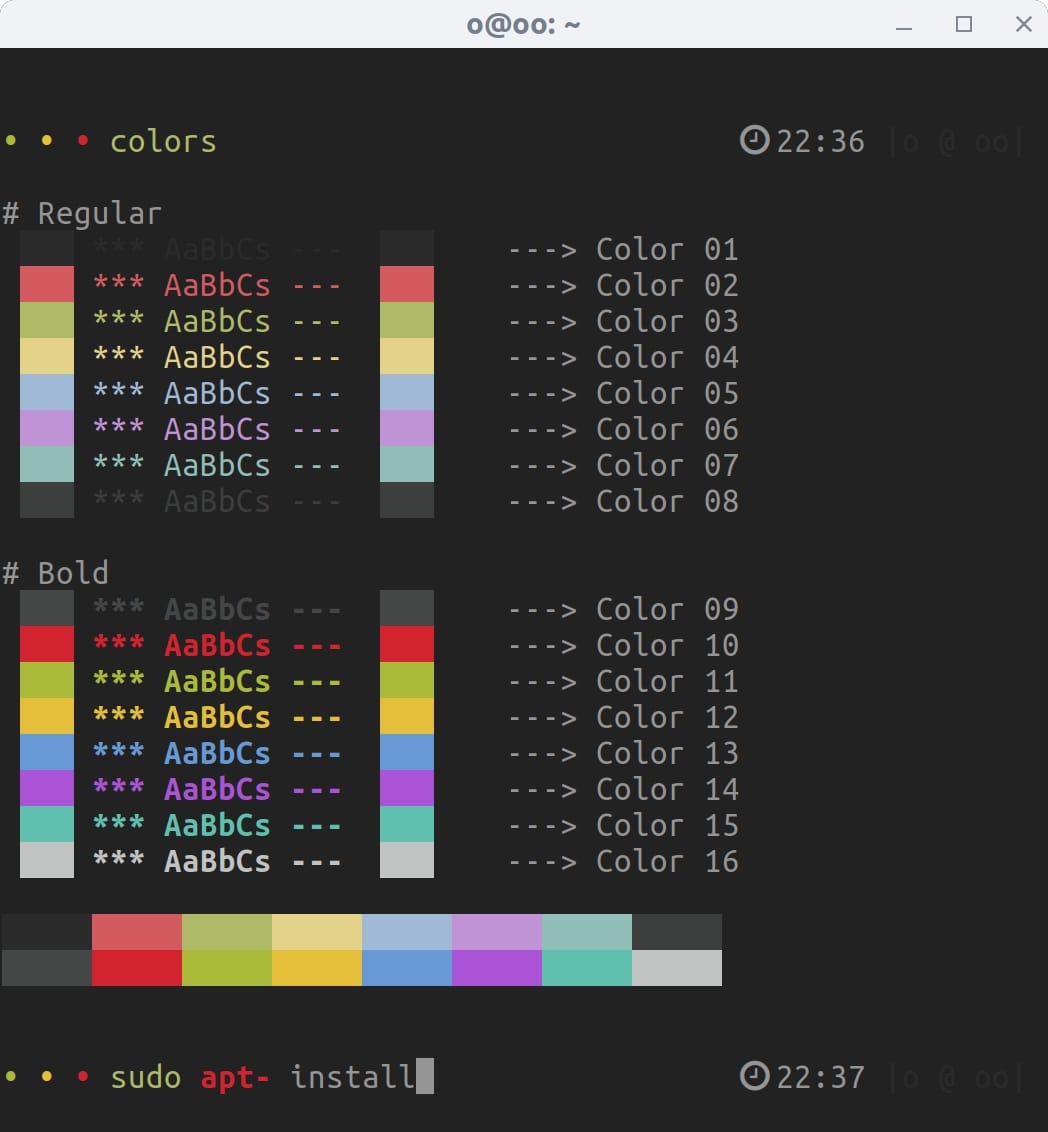 o@oo: ~
• • • colors 22:36 |o @ oo|
# Regular
*** AaBbCs --- ---> Color 01
*** AaBbCs --- ---> Color 02
*** AaBbCs --- ---> Color 03
*** AaBbCs --- ---> Color 04
*** AaBbCs --- ---> Color 05
*** AaBbCs --- ---> Color 06
*** AaBbCs --- ---> Color 07
*** AaBbCs --- ---> Color 08
# Bold
*** AaBbCs --- ---> Color 09
*** AaBbCs --- ---> Color 10
*** AaBbCs --- ---> Color 11
*** AaBbCs --- ---> Color 12
*** AaBbCs --- ---> Color 13
*** AaBbCs --- ---> Color 14
*** AaBbCs --- ---> Color 15
*** AaBbCs --- ---> Color 16
• • • sudo apt- install 22:37 |o @ oo|